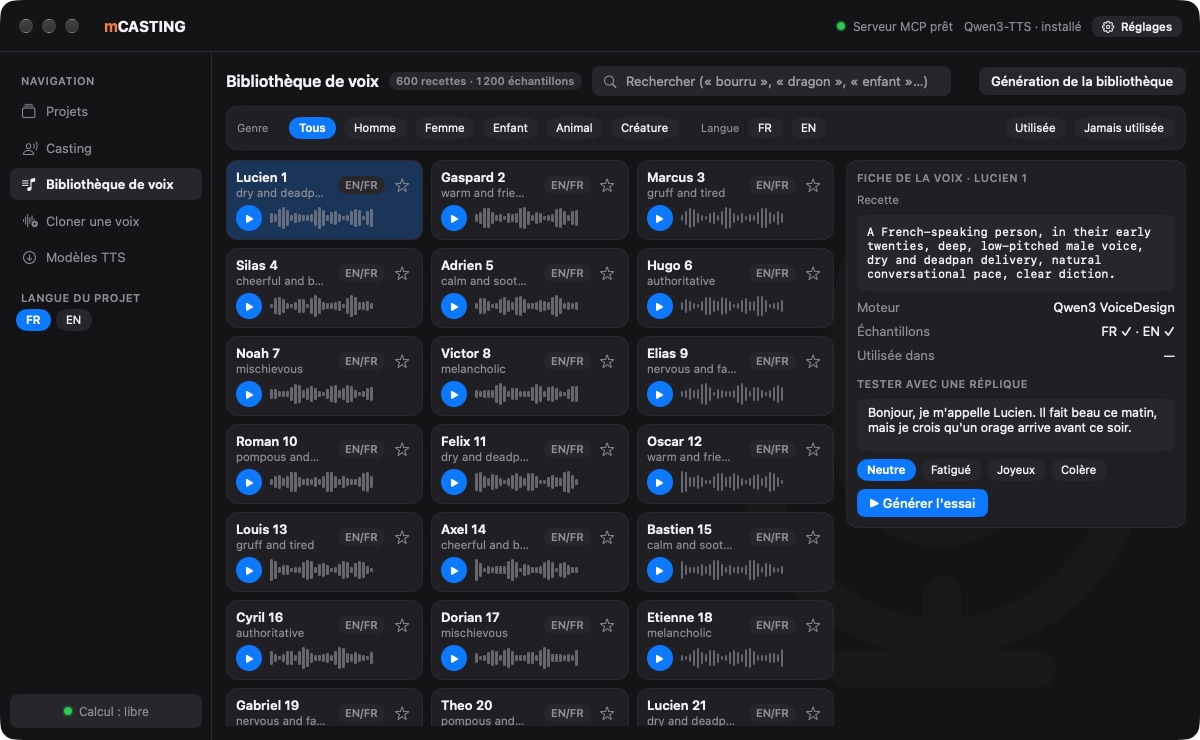 mCASTING
Serveur MCP prêt
Qwen3-TTS · installé
Réglages
NAVIGATION
Projets
Casting
Bibliothèque de voix
Cloner une voix
Modèles TTS
LANGUE DU PROJET
FR
EN
Calcul : libre
Bibliothèque de voix
600 recettes · 1200 échantillons
Rechercher (« bourru », « dragon », « enfant »…)
Génération de la bibliothèque
Genre
Tous
Homme
Femme
Enfant
Animal
Créature
Langue
FR
EN
Utilisée
Jamais utilisée
Lucien 1
dry and deadp…
EN/FR
Gaspard 2
warm and frie…
EN/FR
Marcus 3
gruff and tired
EN/FR
Silas 4
cheerful and b…
EN/FR
Adrien 5
calm and soot…
EN/FR
Hugo 6
authoritative
EN/FR
Noah 7
mischievous
EN/FR
Victor 8
melancholic
EN/FR
Elias 9
nervous and fa…
EN/FR
Roman 10
pompous and…
EN/FR
Felix 11
dry and deadp…
EN/FR
Oscar 12
warm and frie…
EN/FR
Louis 13
gruff and tired
EN/FR
Axel 14
cheerful and b…
EN/FR
Bastien 15
calm and soot…
EN/FR
Cyril 16
authoritative
EN/FR
Dorian 17
mischievous
EN/FR
Etienne 18
melancholic
EN/FR
Gabriel 19
nervous and fa…
EN/FR
Theo 20
pompous and…
EN/FR
Lucien 21
dry and deadp…
EN/FR
FICHE DE LA VOIX · LUCIEN 1
Recette
A French-speaking person, in their early
twenties, deep, low-pitched male voice,
dry and deadpan delivery, natural
conversational pace, clear diction.
Moteur
Qwen3 VoiceDesign
Échantillons
FR ✓ · EN ✓
Utilisée dans
—
TESTER AVEC UNE RÉPLIQUE
Bonjour, je m'appelle Lucien. Il fait beau ce matin,
mais je crois qu'un orage arrive avant ce soir.
Neutre
Fatigué
Joyeux
Colère
Générer l'essai